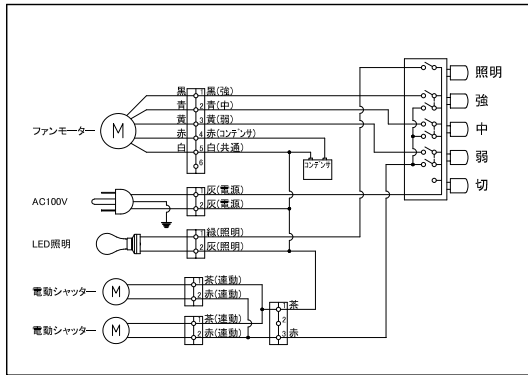 照明
強
中
弱
切
ファンモーター
M
黒 1 黒(強)
青 2 青(中)
黄 3 黄(弱)
赤 4 赤(コンデンサ)
白 5 白(共通)
6
コンデンサ
AC100V
1 灰(電源)
2 灰(電源)
LED照明
1 緑(照明)
2 灰(照明)
電動シャッター
M
1 茶(連動)
2 赤(連動)
電動シャッター
M
1 茶(連動)
2 赤(連動)
1 茶
2
3 赤